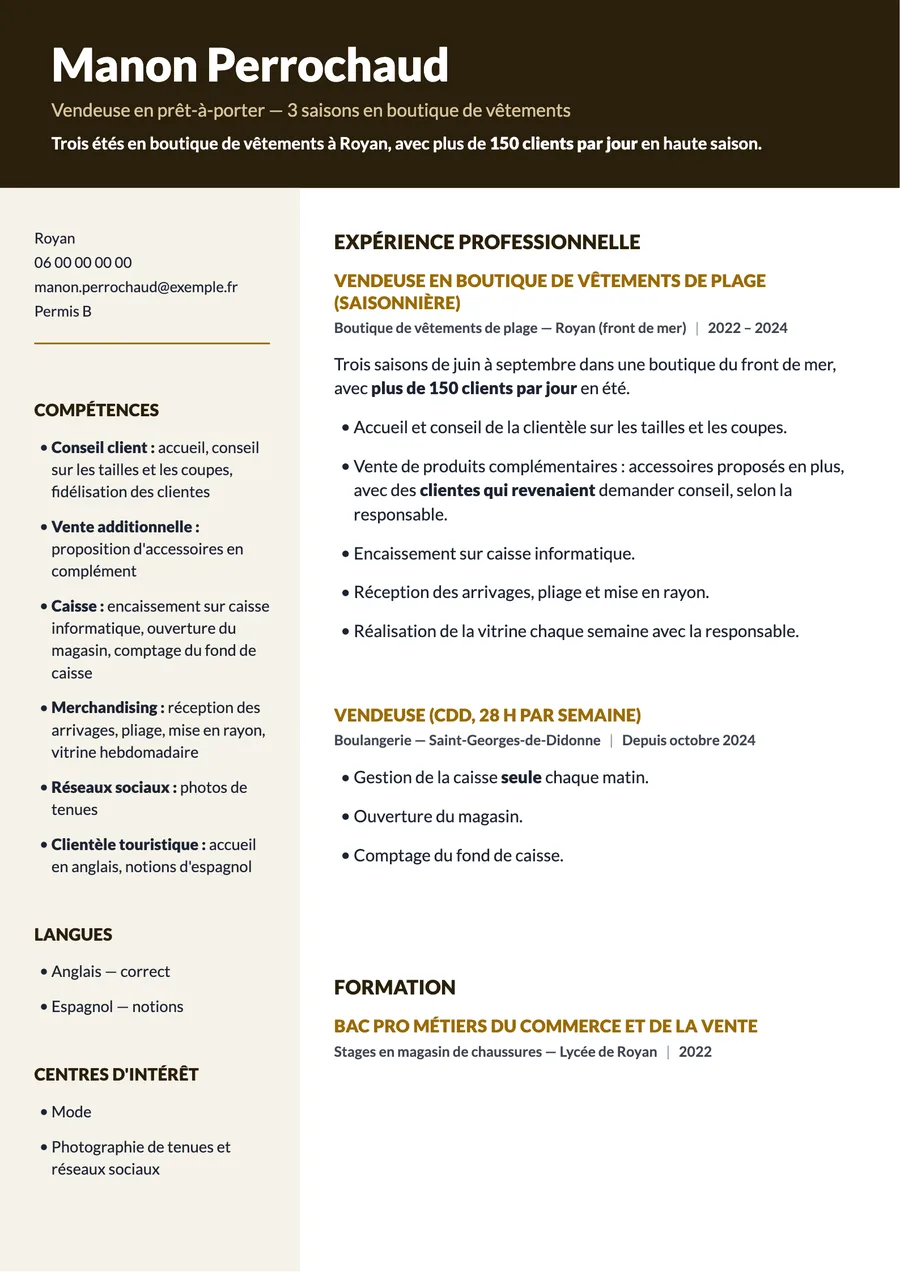 Manon Perrochaud
Vendeuse en prêt-à-porter — 3 saisons en boutique de vêtements
Trois étés en boutique de vêtements à Royan, avec plus de 150 clients par jour en haute saison.
Royan
06 00 00 00 00
manon.perrochaud@exemple.fr
Permis B
COMPÉTENCES
• Conseil client : accueil, conseil
sur les tailles et les coupes,
fidélisation des clientes
• Vente additionnelle :
proposition d'accessoires en
complément
• Caisse : encaissement sur caisse
informatique, ouverture du
magasin, comptage du fond de
caisse
• Merchandising : réception des
arrivages, pliage, mise en rayon,
vitrine hebdomadaire
• Réseaux sociaux : photos de
tenues
• Clientèle touristique : accueil
en anglais, notions d'espagnol
LANGUES
• Anglais — correct
• Espagnol — notions
CENTRES D'INTÉRÊT
• Mode
• Photographie de tenues et
réseaux sociaux
EXPÉRIENCE PROFESSIONNELLE
VENDEUSE EN BOUTIQUE DE VÊTEMENTS DE PLAGE
(SAISONNIÈRE)
Boutique de vêtements de plage — Royan (front de mer) | 2022 – 2024
Trois saisons de juin à septembre dans une boutique du front de mer,
avec plus de 150 clients par jour en été.
• Accueil et conseil de la clientèle sur les tailles et les coupes.
• Vente de produits complémentaires : accessoires proposés en plus,
avec des clientes qui revenaient demander conseil, selon la
responsable.
• Encaissement sur caisse informatique.
• Réception des arrivages, pliage et mise en rayon.
• Réalisation de la vitrine chaque semaine avec la responsable.
VENDEUSE (CDD, 28 H PAR SEMAINE)
Boulangerie — Saint-Georges-de-Didonne | Depuis octobre 2024
• Gestion de la caisse seule chaque matin.
• Ouverture du magasin.
• Comptage du fond de caisse.
FORMATION
BAC PRO MÉTIERS DU COMMERCE ET DE LA VENTE
Stages en magasin de chaussures — Lycée de Royan | 2022